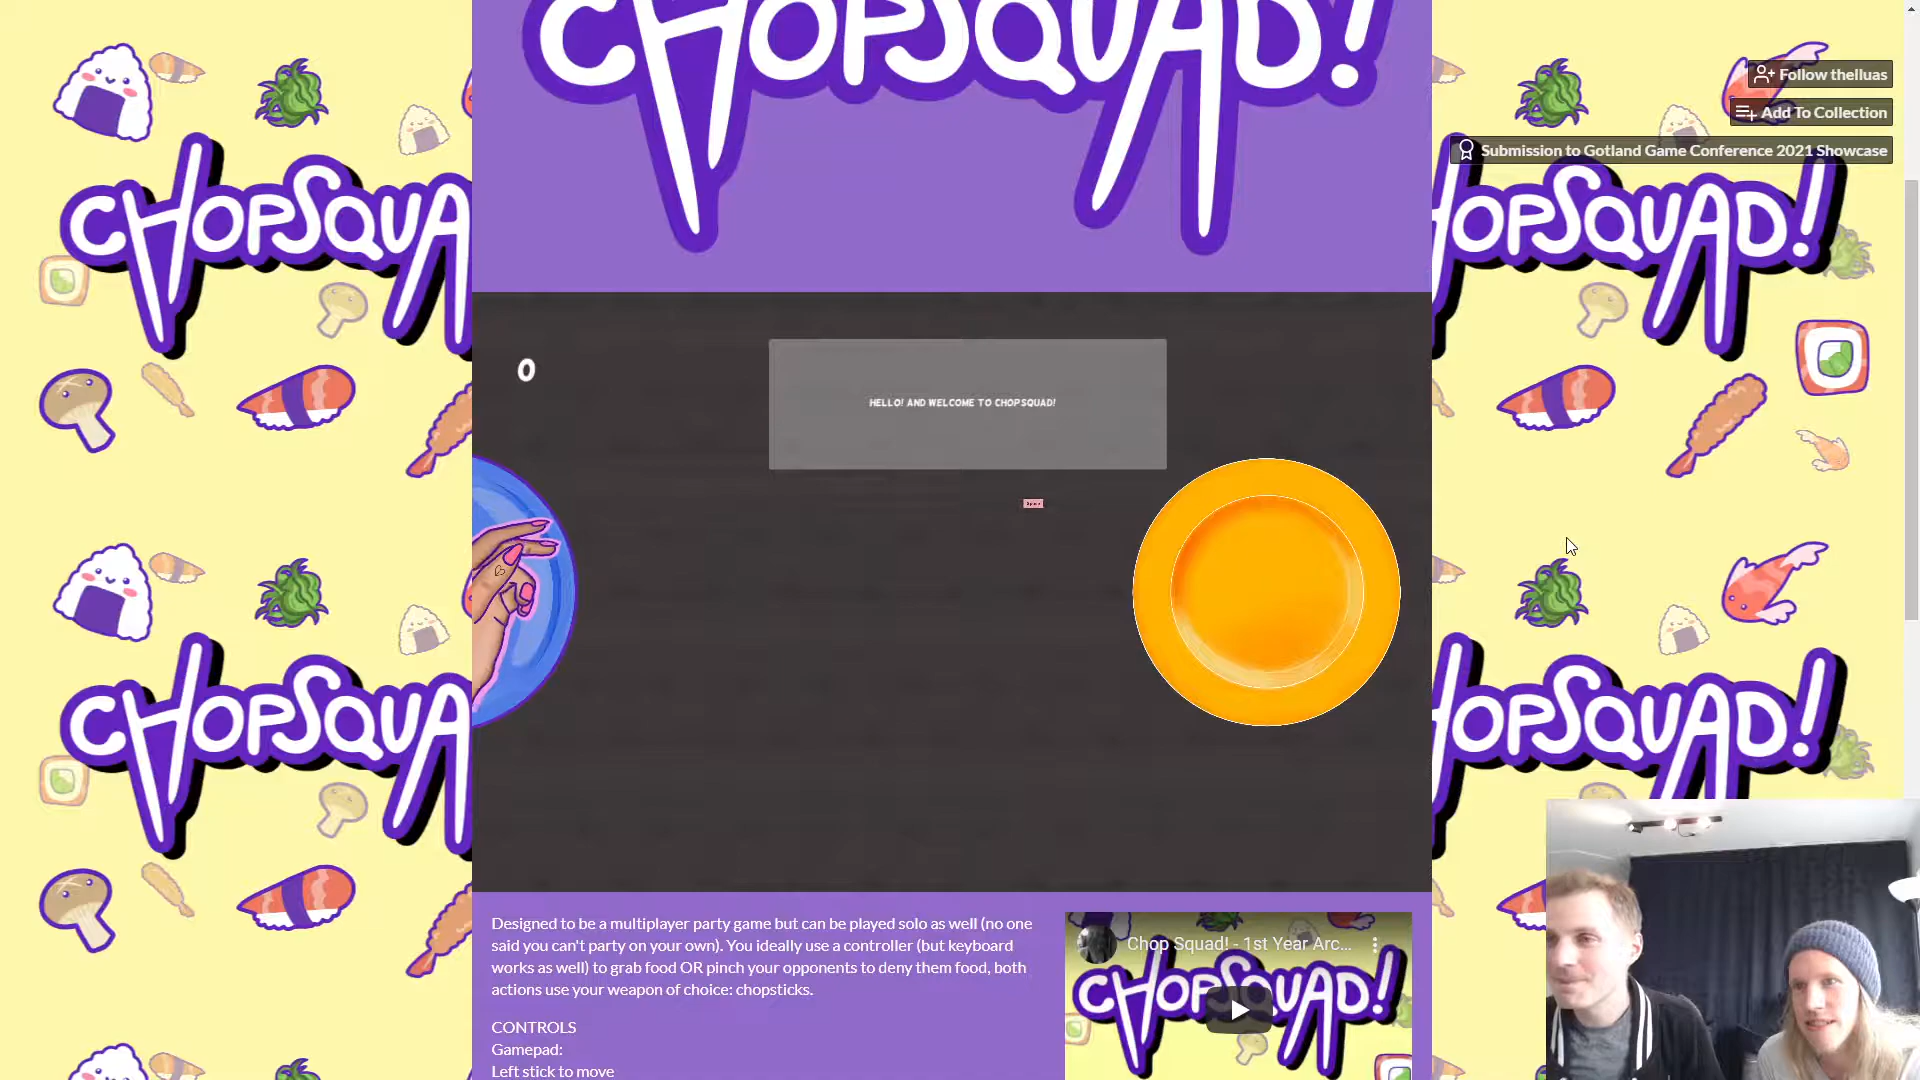 CHOPSQUAD!
Follow thelluas
Add To Collection
Submission to Gotland Game Conference 2021 Showcase
CHOPSQUA
HOPSQUAD!
0
HELLO! AND WELCOME TO CHOPSQUAD!
CHOPSQUA
HOPSQUAD!
Designed to be a multiplayer party game but can be played solo as well (no one
said you can't party on your own). You ideally use a controller (but keyboard
works as well) to grab food OR pinch your opponents to deny them food, both
actions use your weapon of choice: chopsticks.
CONTROLS
Gamepad:
Left stick to move
Chop Squad! - 1st Year Arc...
CHOPSQUAD!